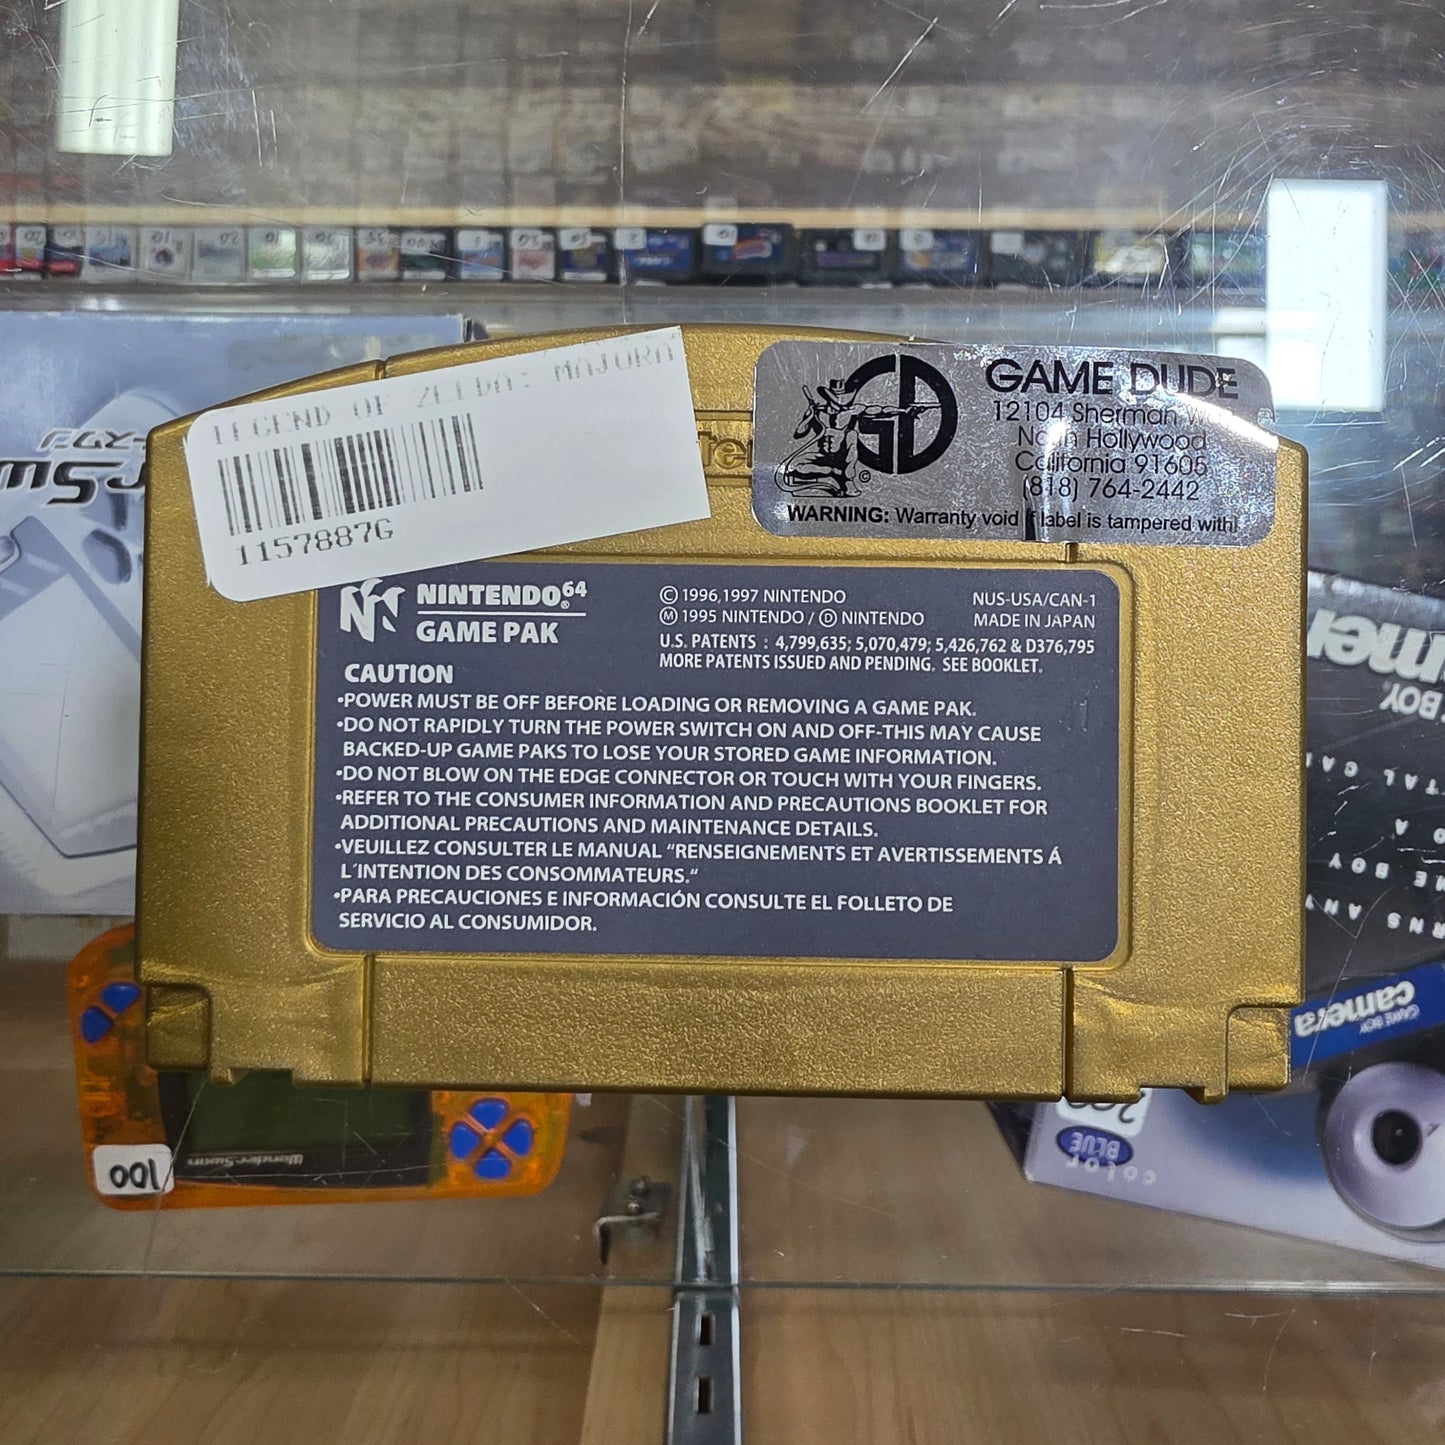 LEGEND OF ZELDA: MAJORA
11578876
GD
©
GAME DUDE
12104 Sherman
North Hollywood
California 91605
(818) 764-2442
WARNING: Warranty void if label is tampered with!
NINTENDO64®
GAME PAK
© 1996,1997 NINTENDO
Ⓜ 1995 NINTENDO / Ⓓ NINTENDO
NUS-USA/CAN-1
MADE IN JAPAN
U.S. PATENTS : 4,799,635; 5,070,479; 5,426,762 & D376,795
MORE PATENTS ISSUED AND PENDING. SEE BOOKLET.
CAUTION
•POWER MUST BE OFF BEFORE LOADING OR REMOVING A GAME PAK.
•DO NOT RAPIDLY TURN THE POWER SWITCH ON AND OFF-THIS MAY CAUSE
BACKED-UP GAME PAKS TO LOSE YOUR STORED GAME INFORMATION.
•DO NOT BLOW ON THE EDGE CONNECTOR OR TOUCH WITH YOUR FINGERS.
•REFER TO THE CONSUMER INFORMATION AND PRECAUTIONS BOOKLET FOR
ADDITIONAL PRECAUTIONS AND MAINTENANCE DETAILS.
•VEUILLEZ CONSULTER LE MANUAL “RENSEIGNEMENTS ET AVERTISSEMENTS Á
L'INTENTION DES CONSOMMATEURS.“
•PARA PRECAUCIONES E INFORMACIÓN CONSULTE EL FOLLETO DE
SERVICIO AL CONSUMIDOR.
GAME BOY
camera
WonderSwan
100
200
COLOR
BLUE